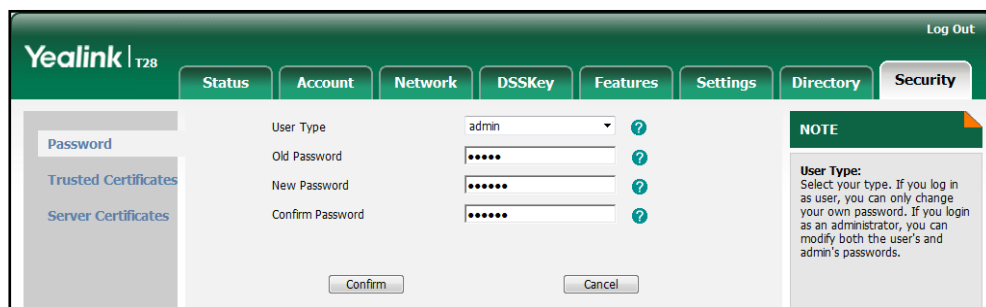 Log Out
Yealink | T28
Status Account Network DSSKey Features Settings Directory Security
Password
Trusted Certificates
Server Certificates
User Type admin ?
Old Password ••••• ?
New Password •••••• ?
Confirm Password •••••• ?
Confirm Cancel
NOTE
User Type:
Select your type. If you log in
as user, you can only change
your own password. If you login
as an administrator, you can
modify both the user's and
admin's passwords.